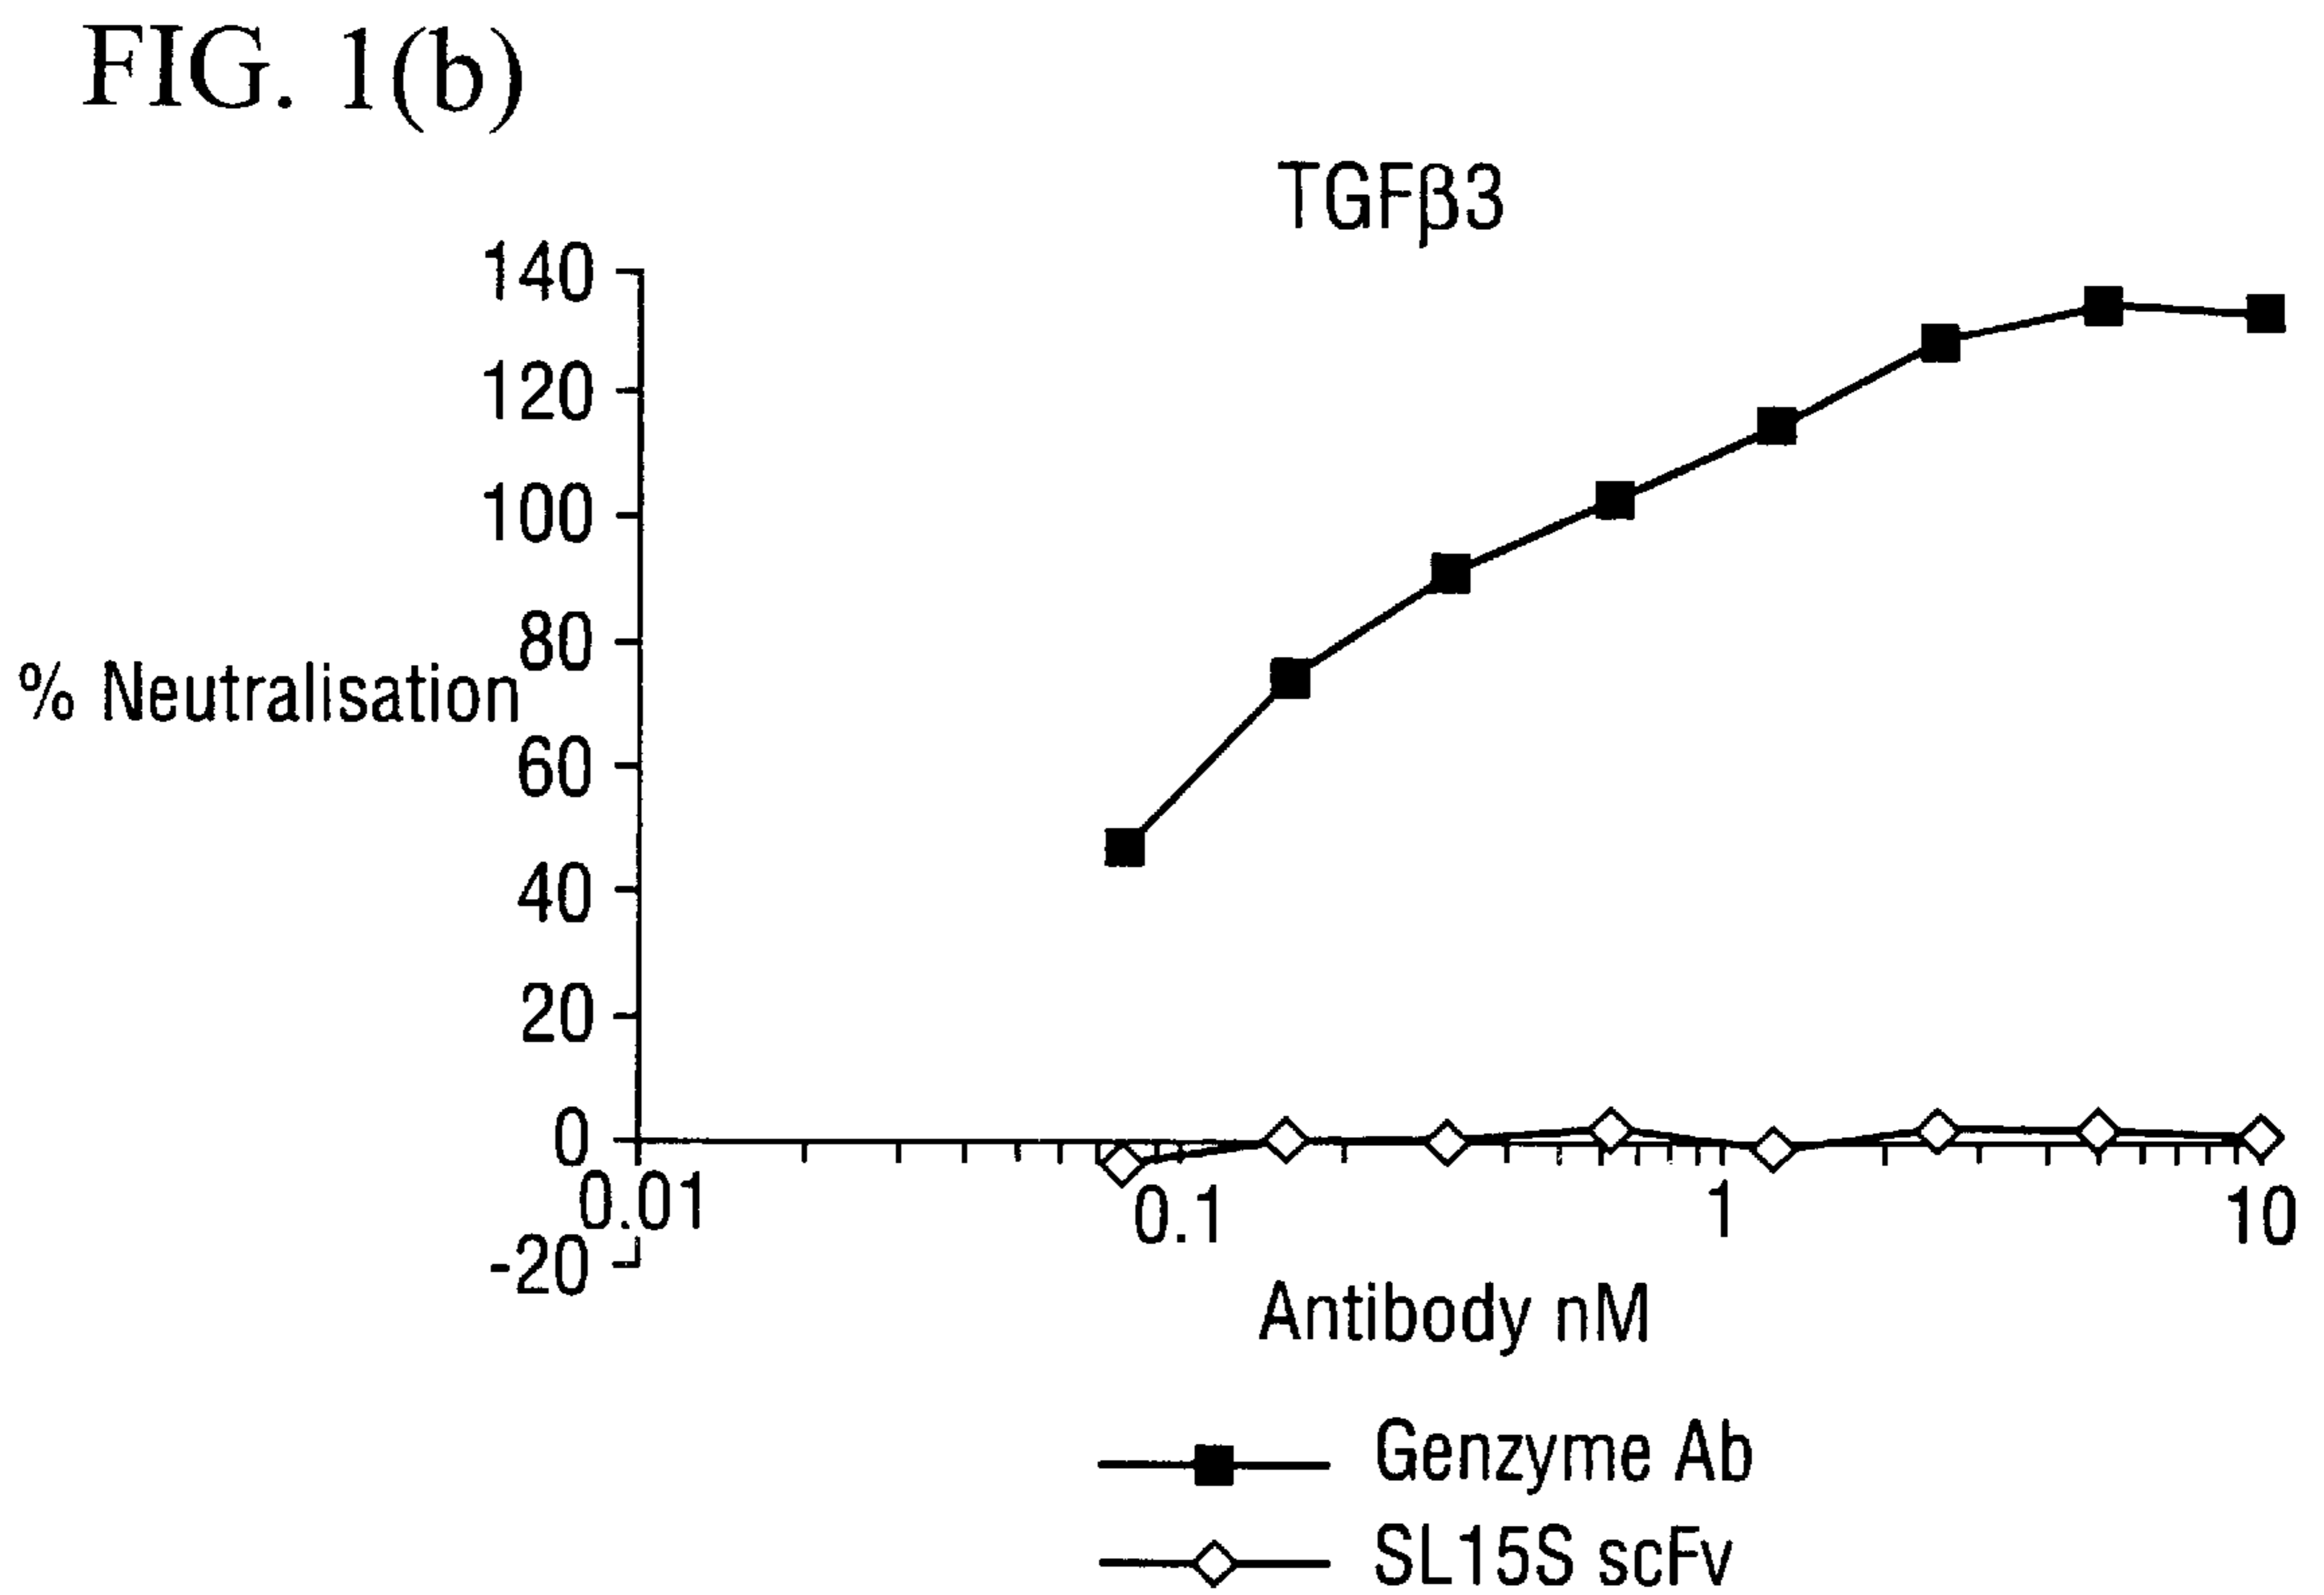 FIG. 1(b)
TGFβ3
140
120
100
80
% Neutralisation
60
40
20
0
0.01
0.1
1
10
-20
Antibody nM
Genzyme Ab
SL15S scFv